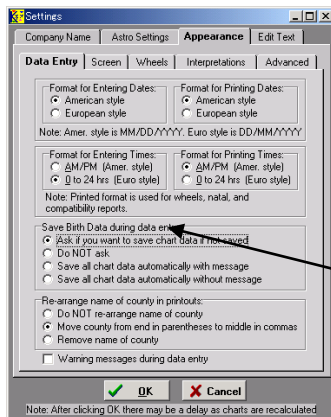 Settings
Company Name Astro Settings Appearance Edit Text
Data Entry Screen Wheels Interpretations Advanced
Format for Entering Dates: Format for Printing Dates:
American style American style
European style European style
Note: Amer. style is MM/DD/YYYY. Euro style is DD/MM/YYYY
Format for Entering Times: Format for Printing Times:
AM/PM (Amer. style) AM/PM (Amer. style)
0 to 24 hrs (Euro style) 0 to 24 hrs (Euro style)
Note: Printed format is used for wheels, natal, and
compatibility reports.
Save Birth Data during data entry
Ask if you want to save chart data if not saved
Do NOT ask
Save all chart data automatically with message
Save all chart data automatically without message
Re-arrange name of county in printouts:
Do NOT re-arrange name of county
Move county from end in parentheses to middle in commas
Remove name of county
Warning messages during data entry
OK Cancel
Note: After clicking OK there may be a delay as charts are recalculated